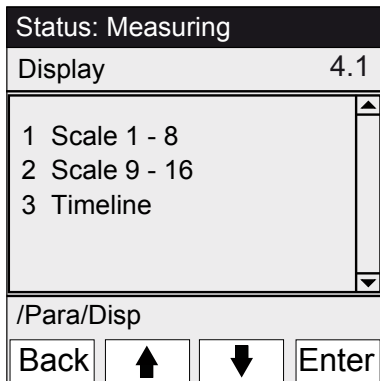 Status: Measuring
Display 4.1
1 Scale 1 - 8
2 Scale 9 - 16
3 Timeline
/Para/Disp
Back Enter